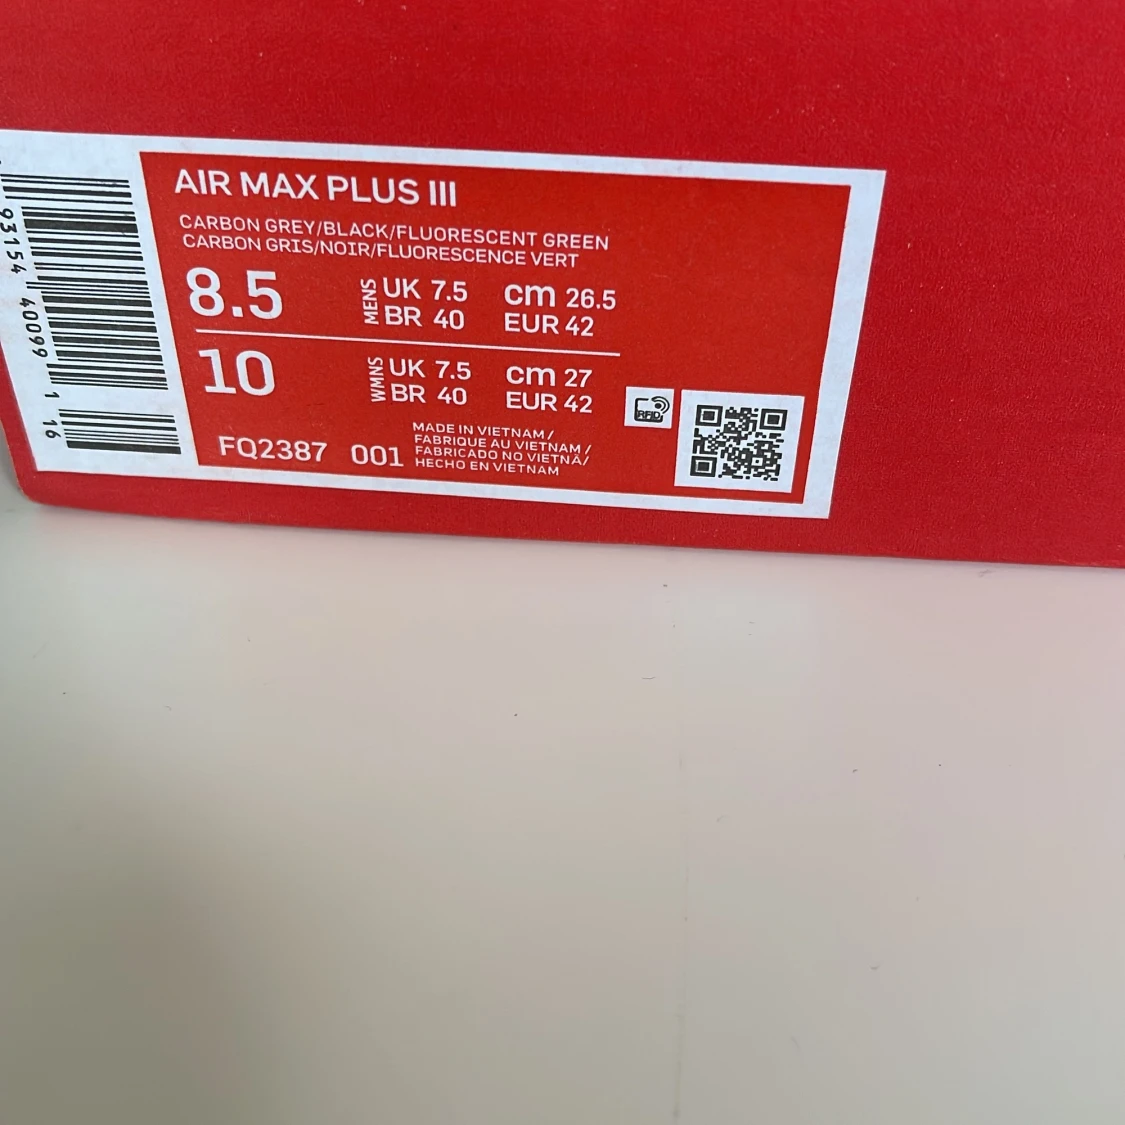 AIR MAX PLUS III
CARBON GREY/BLACK/FLUORESCENT GREEN
CARBON GRIS/NOIR/FLUORESCENCE VERT
8.5 MENS UK 7.5 cm 26.5
BR 40 EUR 42
10 WMNS UK 7.5 cm 27
BR 40 EUR 42
RFID
FQ2387 001
MADE IN VIETNAM/
FABRIQUE AU VIETNAM/
FABRICADO NO VIETNÃ/
HECHO EN VIETNAM
93154 40099 1 16